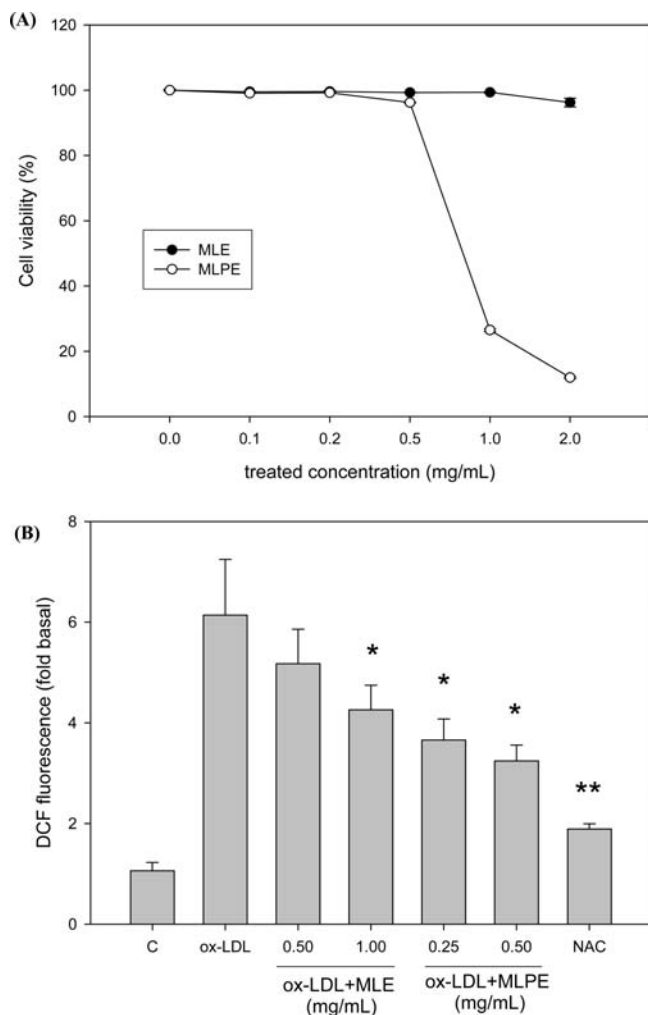 (A)
120
100
80
60
40
20
0
Cell viability (%)
MLE
MLPE
0.0 0.1 0.2 0.5 1.0 2.0
treated concentration (mg/mL)
(B)
8
6
4
2
0
DCF fluorescence (fold basal)
* * * **
C ox-LDL 0.50 1.00 0.25 0.50 NAC
ox-LDL+MLE ox-LDL+MLPE
(mg/mL) (mg/mL)